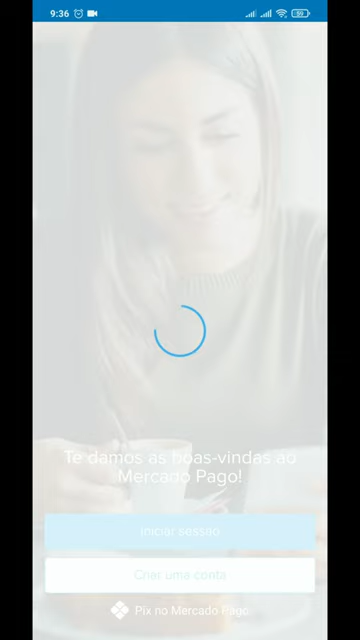 9:36
59
Te damos as boas-vindas ao
Mercado Pago!
Iniciar sessão
Criar uma conta
Pix no Mercado Pago